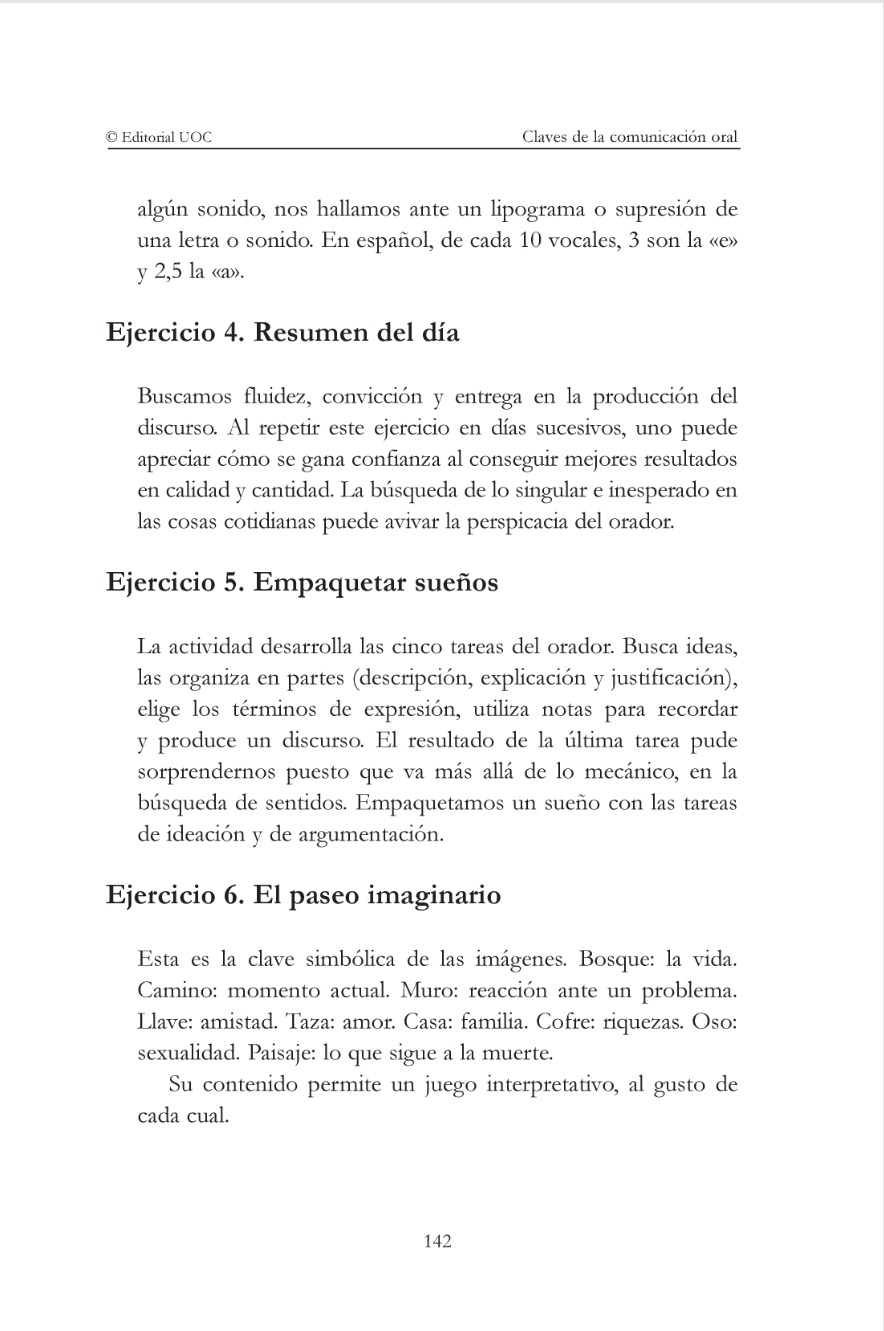 © Editorial UOC Claves de la comunicación oral
algún sonido, nos hallamos ante un lipograma o supresión de
una letra o sonido. En español, de cada 10 vocales, 3 son la «e»
y 2,5 la «a».
Ejercicio 4. Resumen del día
Buscamos fluidez, convicción y entrega en la producción del
discurso. Al repetir este ejercicio en días sucesivos, uno puede
apreciar cómo se gana confianza al conseguir mejores resultados
en calidad y cantidad. La búsqueda de lo singular e inesperado en
las cosas cotidianas puede avivar la perspicacia del orador.
Ejercicio 5. Empaquetar sueños
La actividad desarrolla las cinco tareas del orador. Busca ideas,
las organiza en partes (descripción, explicación y justificación),
elige los términos de expresión, utiliza notas para recordar
y produce un discurso. El resultado de la última tarea pude
sorprendernos puesto que va más allá de lo mecánico, en la
búsqueda de sentidos. Empaquetamos un sueño con las tareas
de ideación y de argumentación.
Ejercicio 6. El paseo imaginario
Esta es la clave simbólica de las imágenes. Bosque: la vida.
Camino: momento actual. Muro: reacción ante un problema.
Llave: amistad. Taza: amor. Casa: familia. Cofre: riquezas. Oso:
sexualidad. Paisaje: lo que sigue a la muerte.
Su contenido permite un juego interpretativo, al gusto de
cada cual.
142